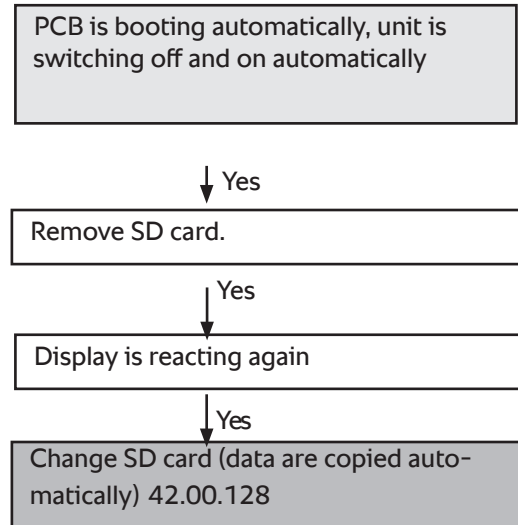 PCB is booting automatically, unit is
switching off and on automatically
Yes
Remove SD card.
Yes
Display is reacting again
Yes
Change SD card (data are copied auto-
matically) 42.00.128